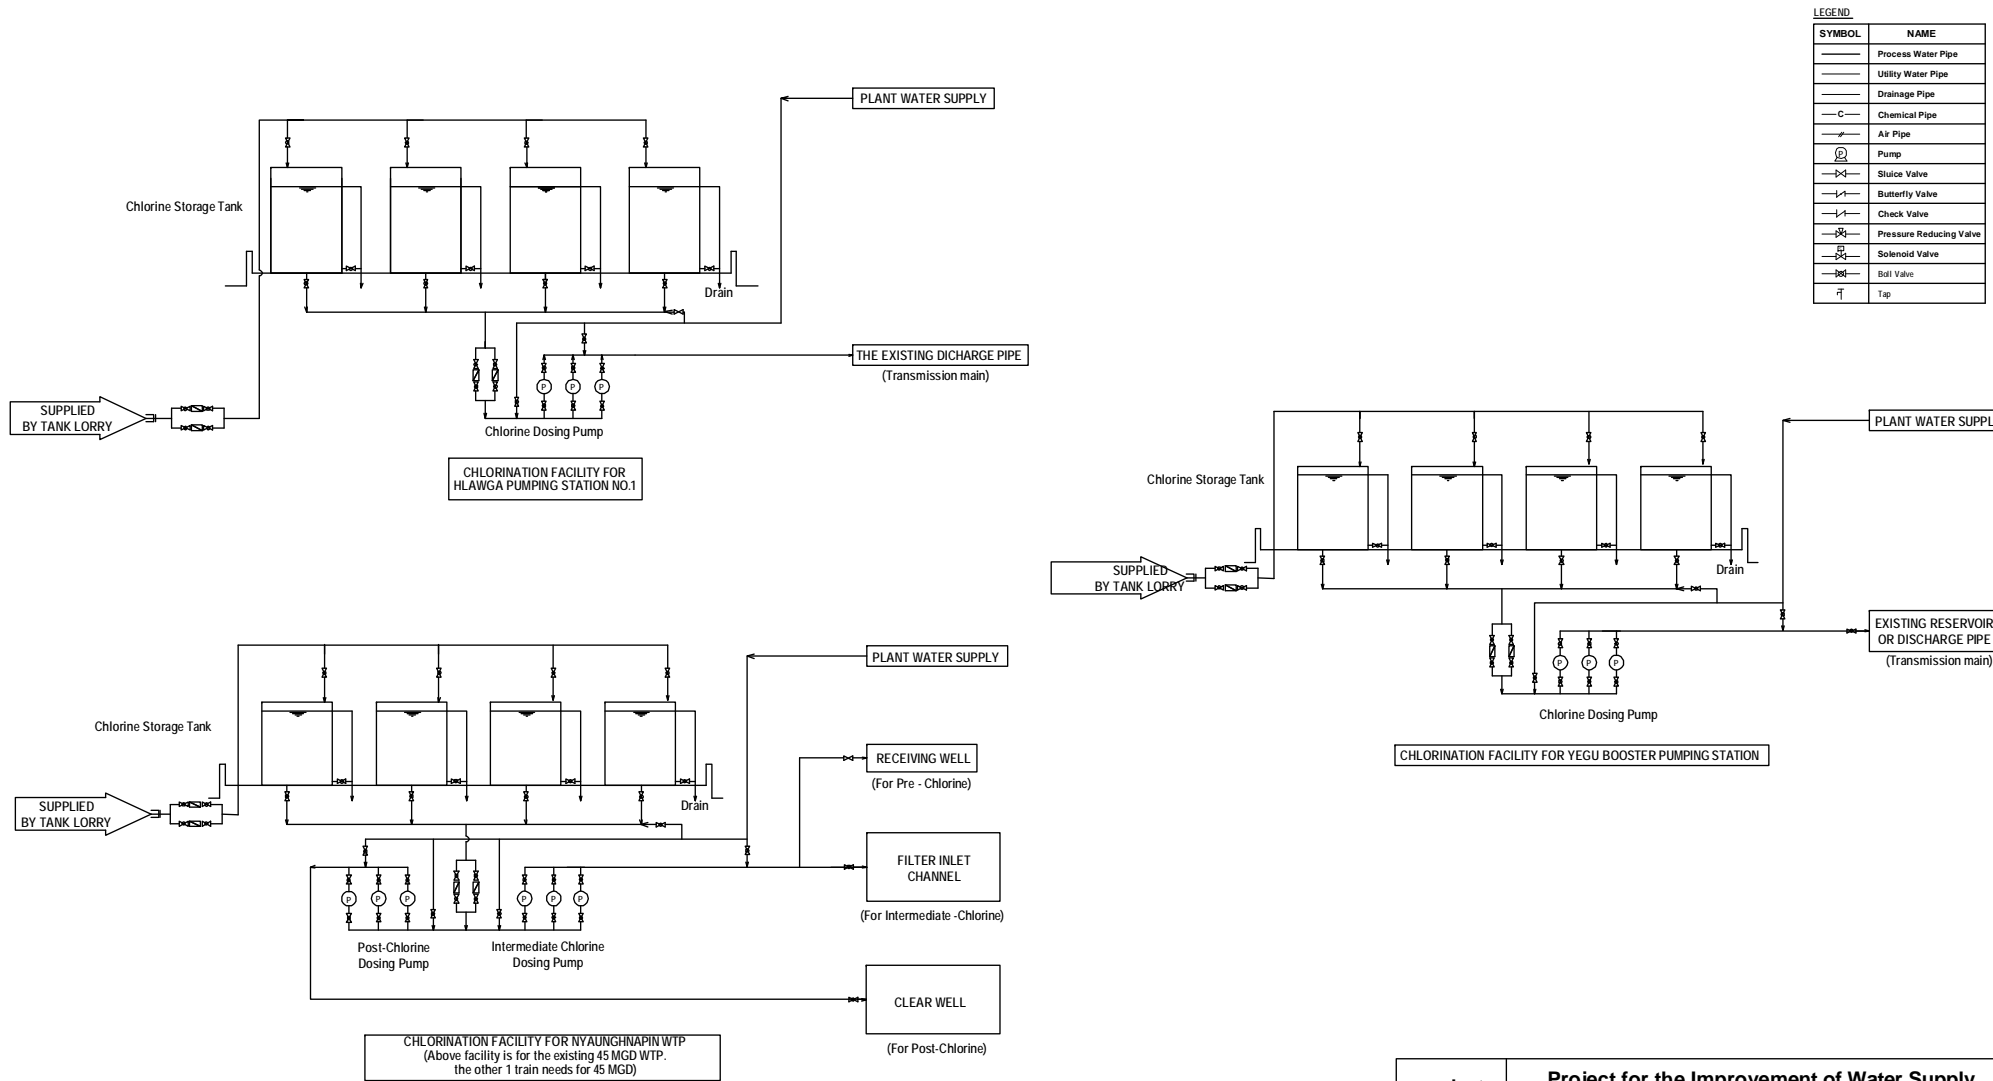 LEGEND
SYMBOL NAME
Process Water Pipe
Utility Water Pipe
Drainage Pipe
C Chemical Pipe
Air Pipe
P Pump
Sluice Valve
Butterfly Valve
Check Valve
Pressure Reducing Valve
Solenoid Valve
Boll Valve
Tap
PLANT WATER SUPPLY
Chlorine Storage Tank
Drain
THE EXISTING DICHARGE PIPE
(Transmission main)
P P P
SUPPLIED
BY TANK LORRY
Chlorine Dosing Pump
CHLORINATION FACILITY FOR
HLAWGA PUMPING STATION NO.1
PLANT WATER SUPPL
Chlorine Storage Tank
SUPPLIED
BY TANK LORRY
Drain
EXISTING RESERVOIR
OR DISCHARGE PIPE
(Transmission main)
P P P
Chlorine Dosing Pump
CHLORINATION FACILITY FOR YEGU BOOSTER PUMPING STATION
PLANT WATER SUPPLY
Chlorine Storage Tank
RECEIVING WELL
(For Pre - Chlorine)
SUPPLIED
BY TANK LORRY
Drain
FILTER INLET
CHANNEL
(For Intermediate -Chlorine)
P P P P P P
Post-Chlorine
Dosing Pump
Intermediate Chlorine
Dosing Pump
CLEAR WELL
(For Post-Chlorine)
CHLORINATION FACILITY FOR NYAUNGHNAPIN WTP
(Above facility is for the existing 45 MGD WTP.
the other 1 train needs for 45 MGD)
Project for the Improvement of Water Supply